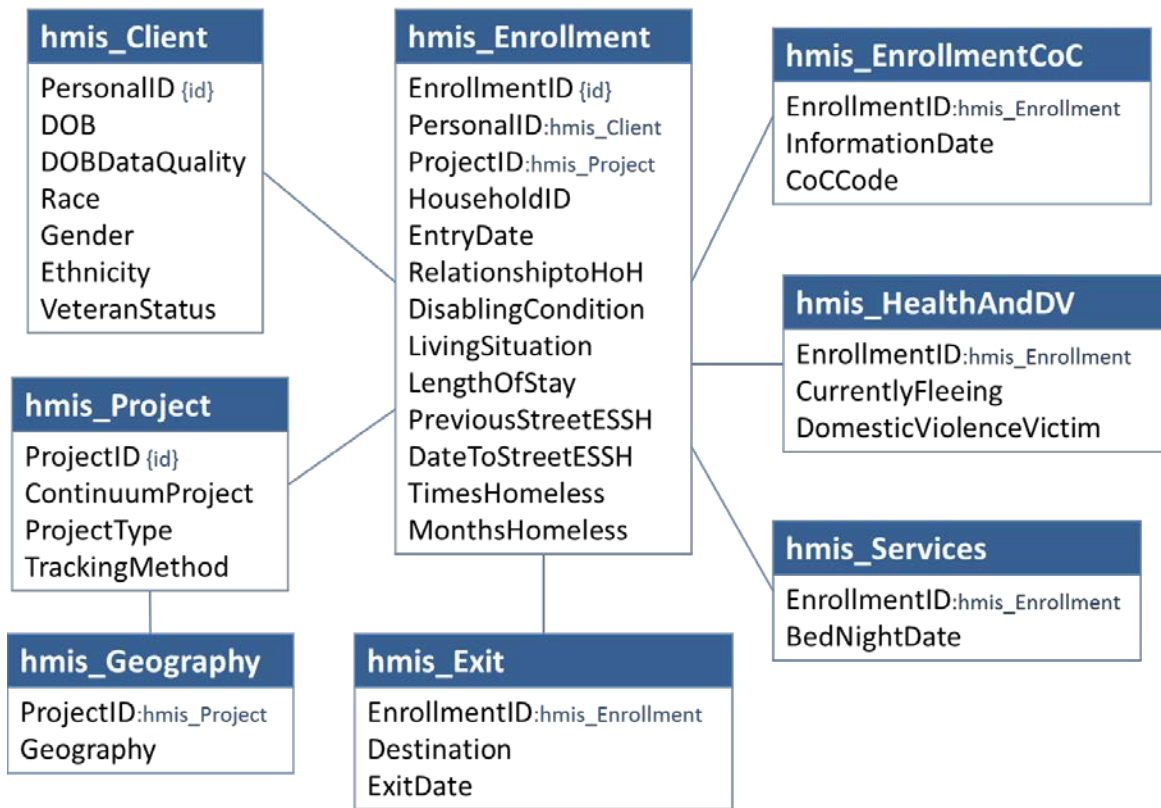 hmis_Client
PersonalID {id}
DOB
DOBDataQuality
Race
Gender
Ethnicity
VeteranStatus
hmis_Project
ProjectID {id}
ContinuumProject
ProjectType
TrackingMethod
hmis_Geography
ProjectID:hmis_Project
Geography
hmis_Enrollment
EnrollmentID {id}
PersonalID:hmis_Client
ProjectID:hmis_Project
HouseholdID
EntryDate
RelationshiptoHoH
DisablingCondition
LivingSituation
LengthOfStay
PreviousStreetESSH
DateToStreetESSH
TimesHomeless
MonthsHomeless
hmis_Exit
EnrollmentID:hmis_Enrollment
Destination
ExitDate
hmis_EnrollmentCoC
EnrollmentID:hmis_Enrollment
InformationDate
CoCCode
hmis_HealthAndDV
EnrollmentID:hmis_Enrollment
CurrentlyFleeing
DomesticViolenceVictim
hmis_Services
EnrollmentID:hmis_Enrollment
BedNightDate